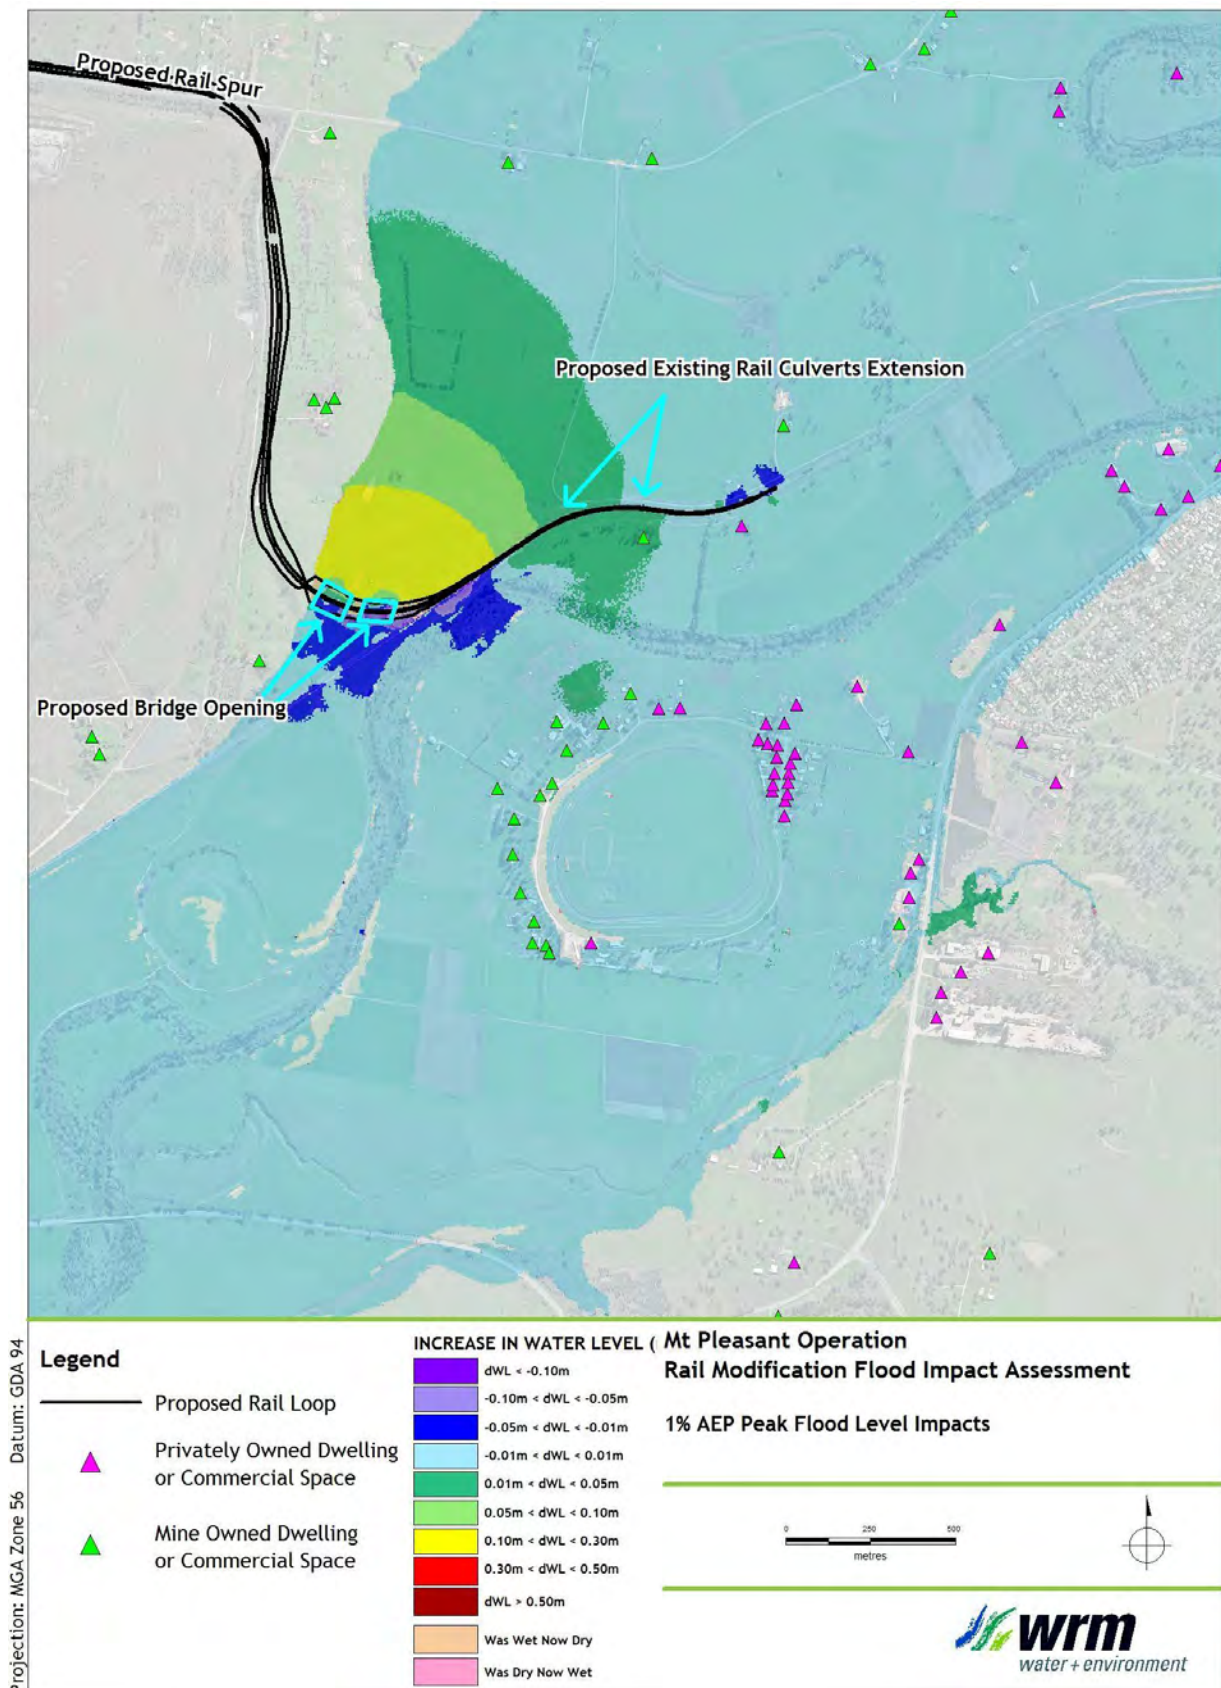 Proposed Rail Spur
Proposed Existing Rail Culverts Extension
Proposed Bridge Opening
Projection: MGA Zone 56 Datum: GDA 94
Legend
Proposed Rail Loop
Privately Owned Dwelling
or Commercial Space
Mine Owned Dwelling
or Commercial Space
INCREASE IN WATER LEVEL (
dWL < -0.10m
-0.10m < dWL < -0.05m
-0.05m < dWL < -0.01m
-0.01m < dWL < 0.01m
0.01m < dWL < 0.05m
0.05m < dWL < 0.10m
0.10m < dWL < 0.30m
0.30m < dWL < 0.50m
dWL > 0.50m
Was Wet Now Dry
Was Dry Now Wet
Mt Pleasant Operation
Rail Modification Flood Impact Assessment
1% AEP Peak Flood Level Impacts
0 250 500
metres
wrm
water + environment